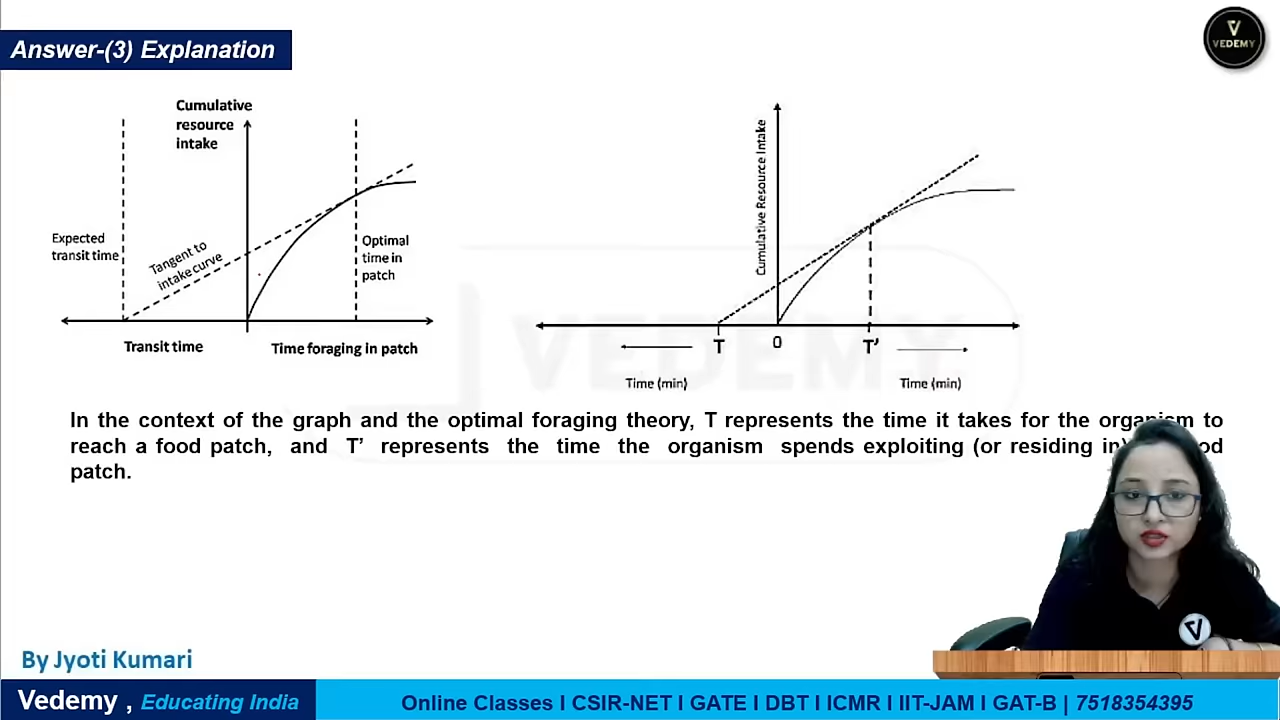 Answer-(3) Explanation
VEDEMY
Cumulative
resource
intake
Expected
transit time
Tangent to
intake curve
Optimal
time in
patch
Transit time
Time foraging in patch
Cumulative Resource Intake
T
0
T’
Time (min)
Time (min)
VEDEMY
In the context of the graph and the optimal foraging theory, T represents the time it takes for the organism to
reach a food patch, and T’ represents the time the organism spends exploiting (or residing in)
patch.
By Jyoti Kumari
Vedemy , Educating India
Online Classes I CSIR-NET I GATE I DBT I ICMR I IIT-JAM I GAT-B | 7518354395